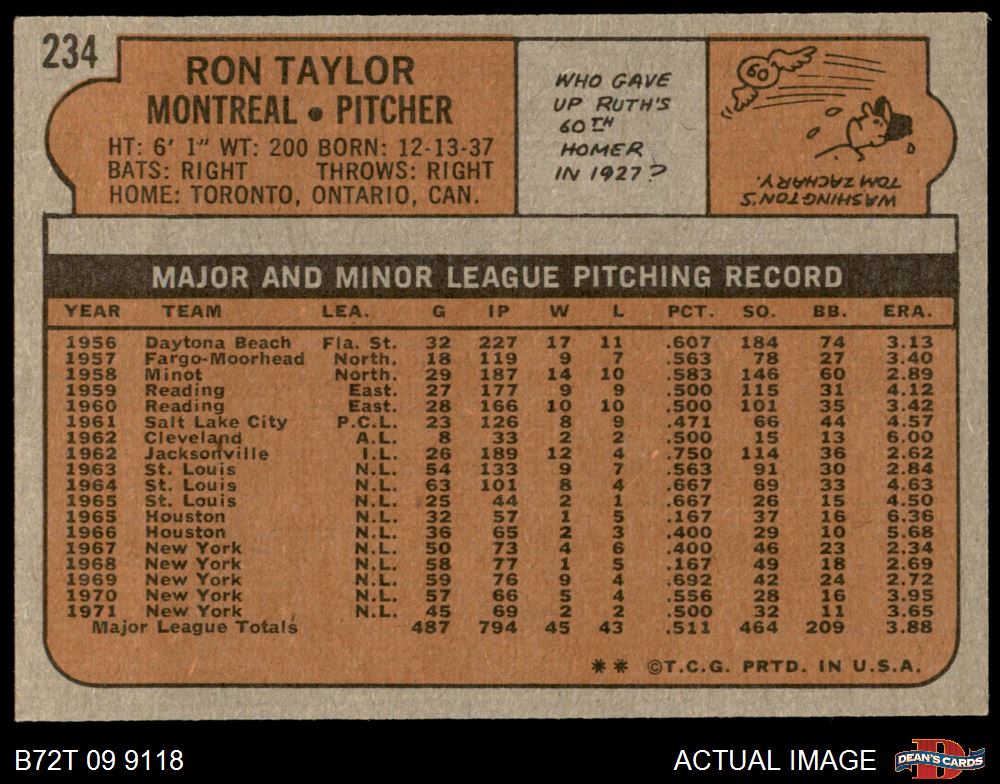 234
RON TAYLOR
MONTREAL • PITCHER
HT: 6' 1" WT: 200 BORN: 12-13-37
BATS: RIGHT THROWS: RIGHT
HOME: TORONTO, ONTARIO, CAN.
WHO GAVE
UP RUTH'S
60TH
HOMER
IN 1927?
60
WASHINGTON'S
TOM ZACHARY.
MAJOR AND MINOR LEAGUE PITCHING RECORD
YEAR TEAM LEA. G IP W L PCT. SO. BB. ERA.
1956 Daytona Beach Fla. St. 32 227 17 11 .607 184 74 3.13
1957 Fargo-Moorhead North. 18 119 9 7 .563 78 27 3.40
1958 Minot North. 29 187 14 10 .583 146 60 2.89
1959 Reading East. 27 177 9 9 .500 115 31 4.12
1960 Reading East. 28 166 10 10 .500 101 35 3.42
1961 Salt Lake City P.C.L. 23 126 8 9 .471 66 44 4.57
1962 Cleveland A.L. 8 33 2 2 .500 15 13 6.00
1962 Jacksonville I.L. 26 189 12 4 .750 114 36 2.62
1963 St. Louis N.L. 54 133 9 7 .563 91 30 2.84
1964 St. Louis N.L. 63 101 8 4 .667 69 33 4.63
1965 St. Louis N.L. 25 44 2 1 .667 26 15 4.50
1965 Houston N.L. 32 57 1 5 .167 37 16 6.36
1966 Houston N.L. 36 65 2 3 .400 29 10 5.68
1967 New York N.L. 50 73 4 6 .400 46 23 2.34
1968 New York N.L. 58 77 1 5 .167 49 18 2.69
1969 New York N.L. 59 76 9 4 .692 42 24 2.72
1970 New York N.L. 57 66 5 4 .556 28 16 3.95
1971 New York N.L. 45 69 2 2 .500 32 11 3.65
Major League Totals 487 794 45 43 .511 464 209 3.88
** ©T.C.G. PRTD. IN U.S.A.
B72T 09 9118
ACTUAL IMAGE
D
DEAN'S CARDS